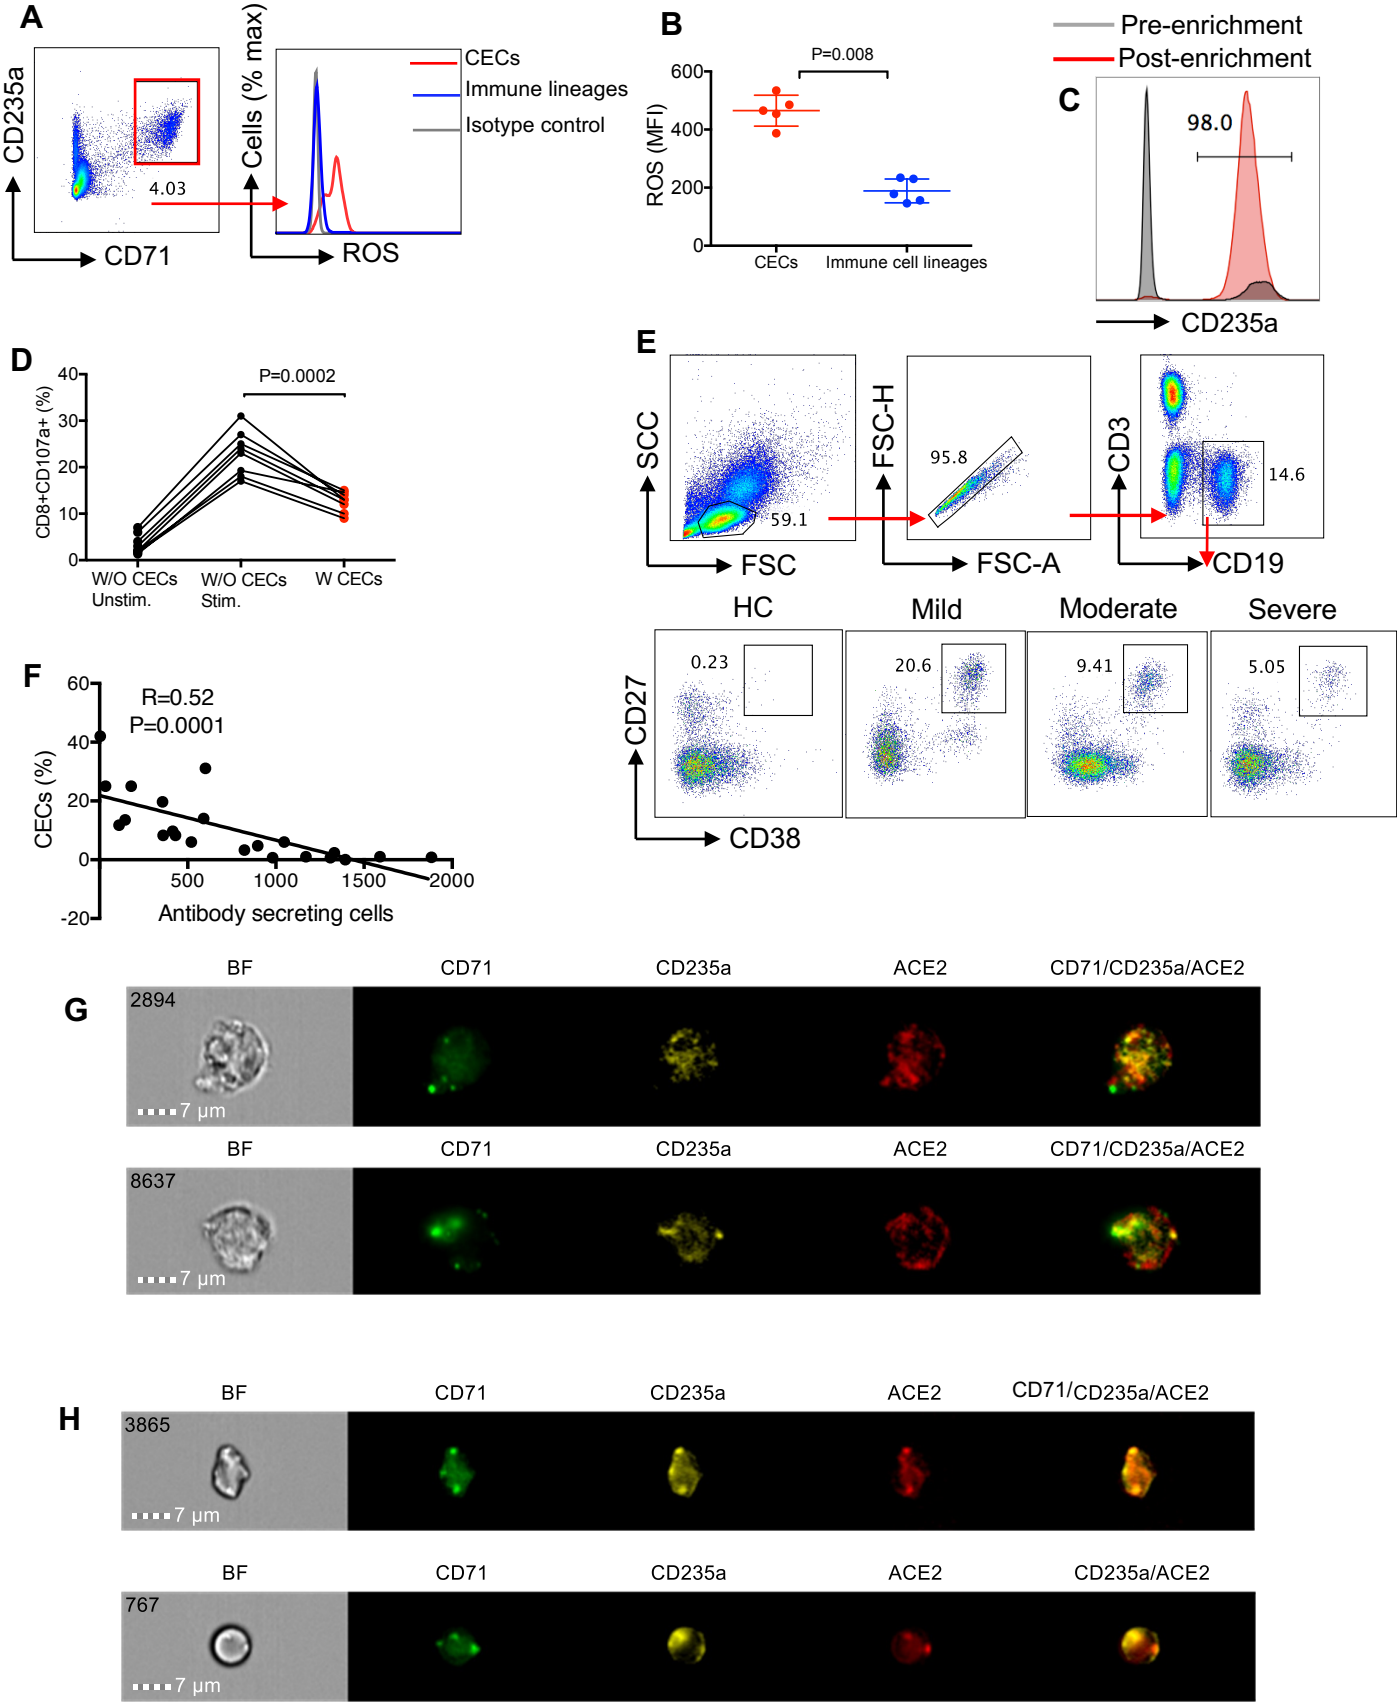 A
CD235a
4.03
CD71
Cells (% max)
CECs
Immune lineages
Isotype control
ROS
B
P=0.008
ROS (MFI)
600
400
200
0
CECs
Immune cell lineages
Pre-enrichment
Post-enrichment
C
98.0
CD235a
D
P=0.0002
CD8+CD107a+ (%)
40
30
20
10
0
W/O CECs
Unstim.
W/O CECs
Stim.
W CECs
E
SCC
59.1
FSC
FSC-H
95.8
FSC-A
CD3
14.6
CD19
HC
Mild
Moderate
Severe
CD27
0.23
20.6
9.41
5.05
CD38
F
R=0.52
P=0.0001
CECs (%)
60
40
20
0
-20
500
1000
1500
2000
Antibody secreting cells
G
BF
CD71
CD235a
ACE2
CD71/CD235a/ACE2
2894
7 µm
BF
CD71
CD235a
ACE2
CD71/CD235a/ACE2
8637
7 µm
H
BF
CD71
CD235a
ACE2
CD71/CD235a/ACE2
3865
7 µm
BF
CD71
CD235a
ACE2
CD235a/ACE2
767
7 µm